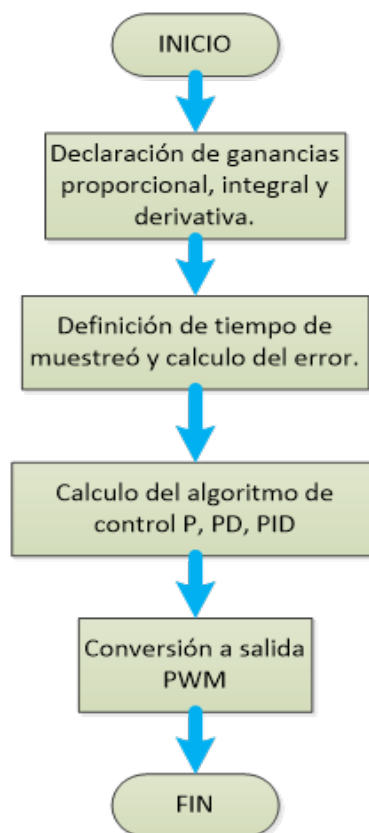 INICIO
Declaración de ganancias
proporcional, integral y
derivativa.
Definición de tiempo de
muestreó y calculo del error.
Calculo del algoritmo de
control P, PD, PID
Conversión a salida
PWM
FIN